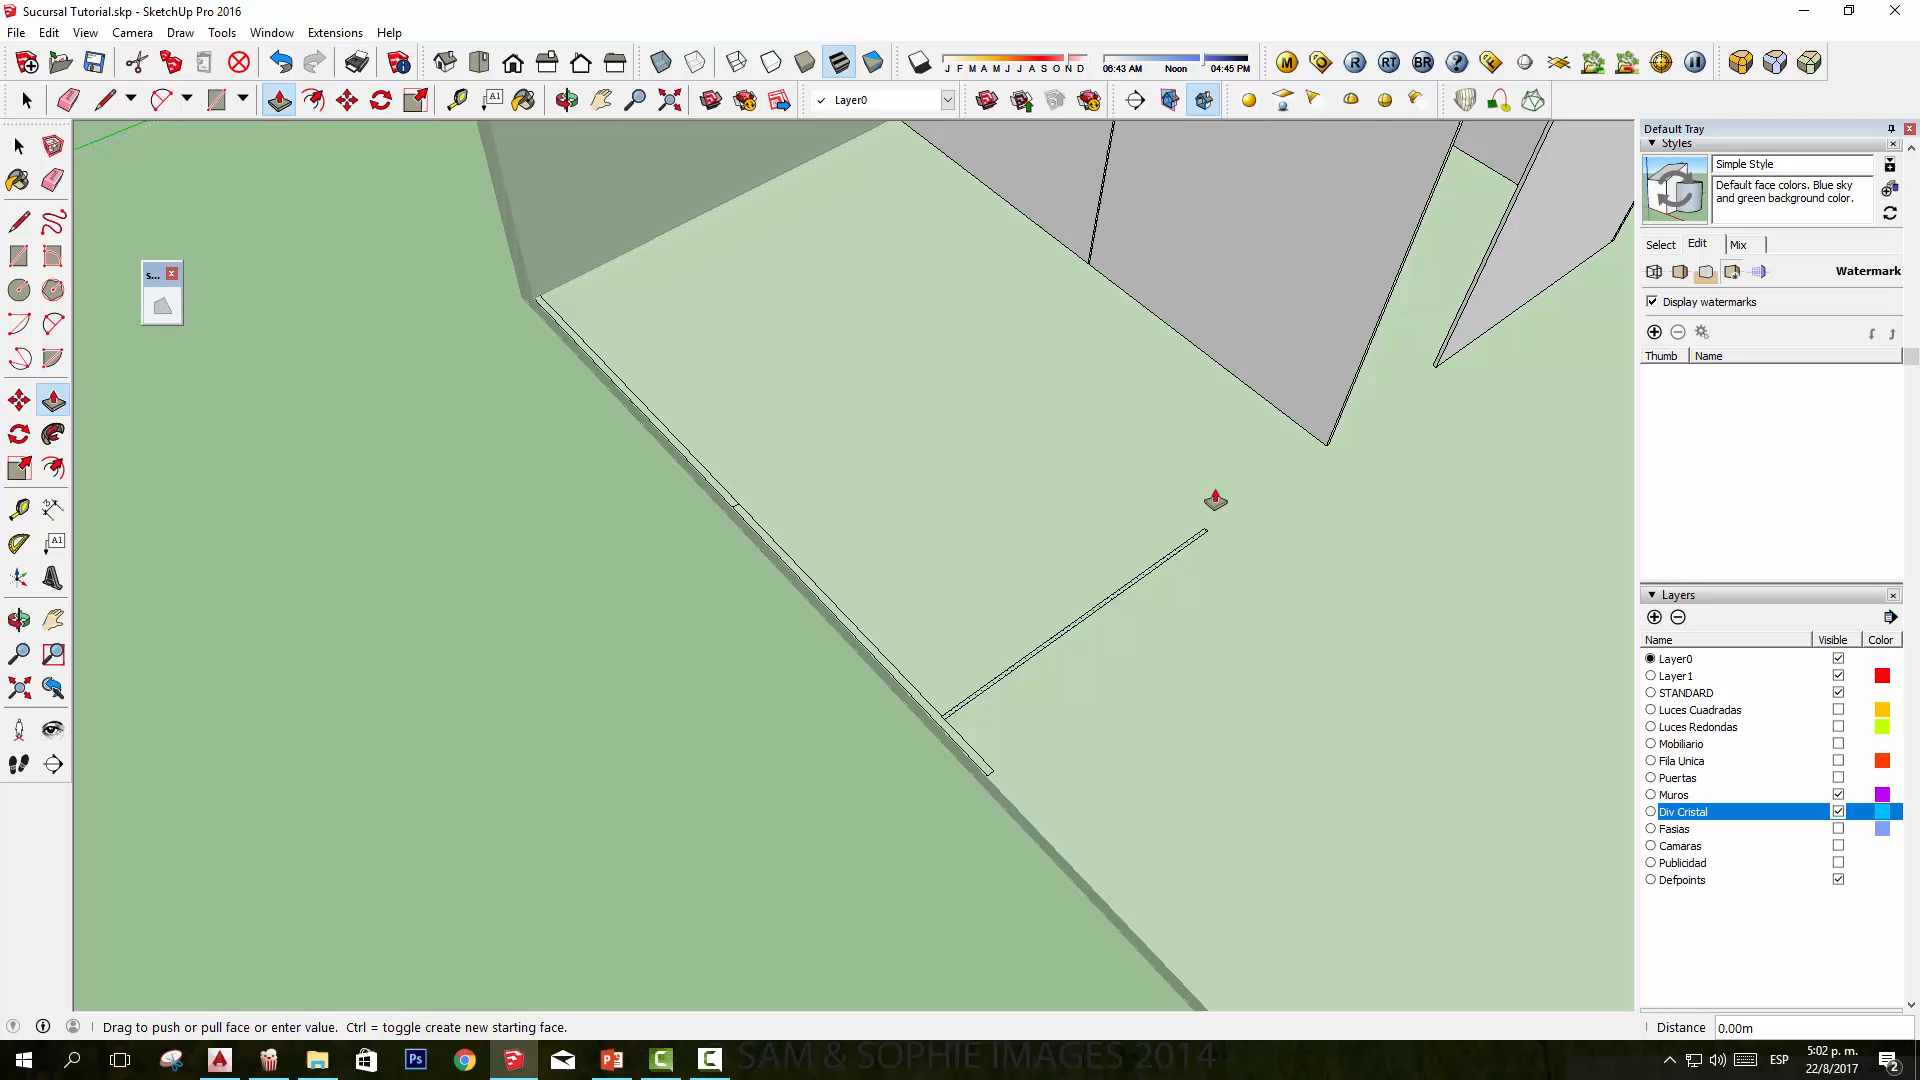 Sucursal Tutorial.skp - SketchUp Pro 2016
File Edit View Camera Draw Tools Window Extensions Help
J F M A M J J A S O N D
06:43 AM Noon 04:45 PM
M R RT BR
Layer0
A1
Default Tray
Styles
Simple Style
Default face colors. Blue sky
and green background color.
Select Edit Mix
Watermark
Display watermarks
Thumb Name
s...
A1
Layers
Name Visible Color
Layer0
Layer1
STANDARD
Luces Cuadradas
Luces Redondas
Mobiliario
Fila Unica
Puertas
Muros
Div Cristal
Fasias
Camaras
Publicidad
Defpoints
Drag to push or pull face or enter value. Ctrl = toggle create new starting face.
Distance 0.00m
SAM & SOPHIE IMAGES 2014
ESP
5:02 p. m.
22/8/2017
2